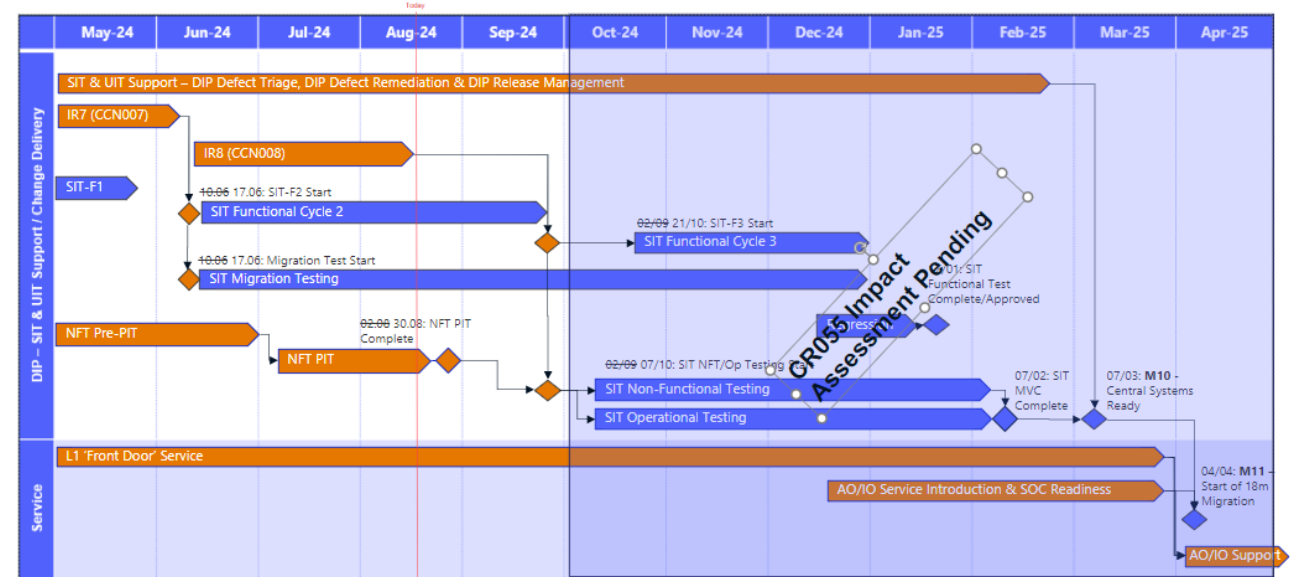 Today
May-24 Jun-24 Jul-24 Aug-24 Sep-24 Oct-24 Nov-24 Dec-24 Jan-25 Feb-25 Mar-25 Apr-25
DIP – SIT & UIT Support / Change Delivery
SIT & UIT Support – DIP Defect Triage, DIP Defect Remediation & DIP Release Management
IR7 (CCN007)
IR8 (CCN008)
SIT-F1
10.06 17.06: SIT-F2 Start
SIT Functional Cycle 2
02/09 21/10: SIT-F3 Start
SIT Functional Cycle 3
10.06 17.06: Migration Test Start
SIT Migration Testing
/01: SIT
Functional Test
Complete/Approved
CR055 Impact
Assessment Pending
Regression
NFT Pre-PIT
02.08 30.08: NFT PIT
Complete
NFT PIT
02/09 07/10: SIT NFT/Op Testing Start
SIT Non-Functional Testing
SIT Operational Testing
07/02: SIT
MVC
Complete
07/03: M10 -
Central Systems
Ready
Service
L1 'Front Door' Service
AO/IO Service Introduction & SOC Readiness
04/04: M11 –
Start of 18m
Migration
AO/IO Support